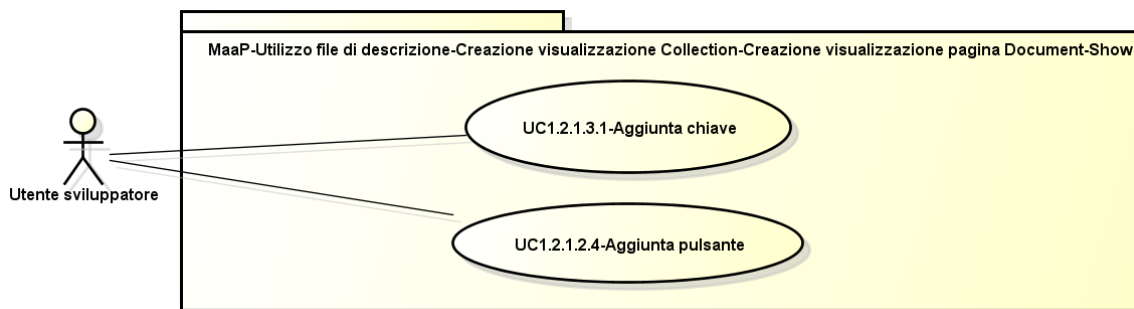 MaaP-Utilizzo file di descrizione-Creazione visualizzazione Collection-Creazione visualizzazione pagina Document-Show
UC1.2.1.3.1-Aggiunta chiave
Utente sviluppatore
UC1.2.1.2.4-Aggiunta pulsante